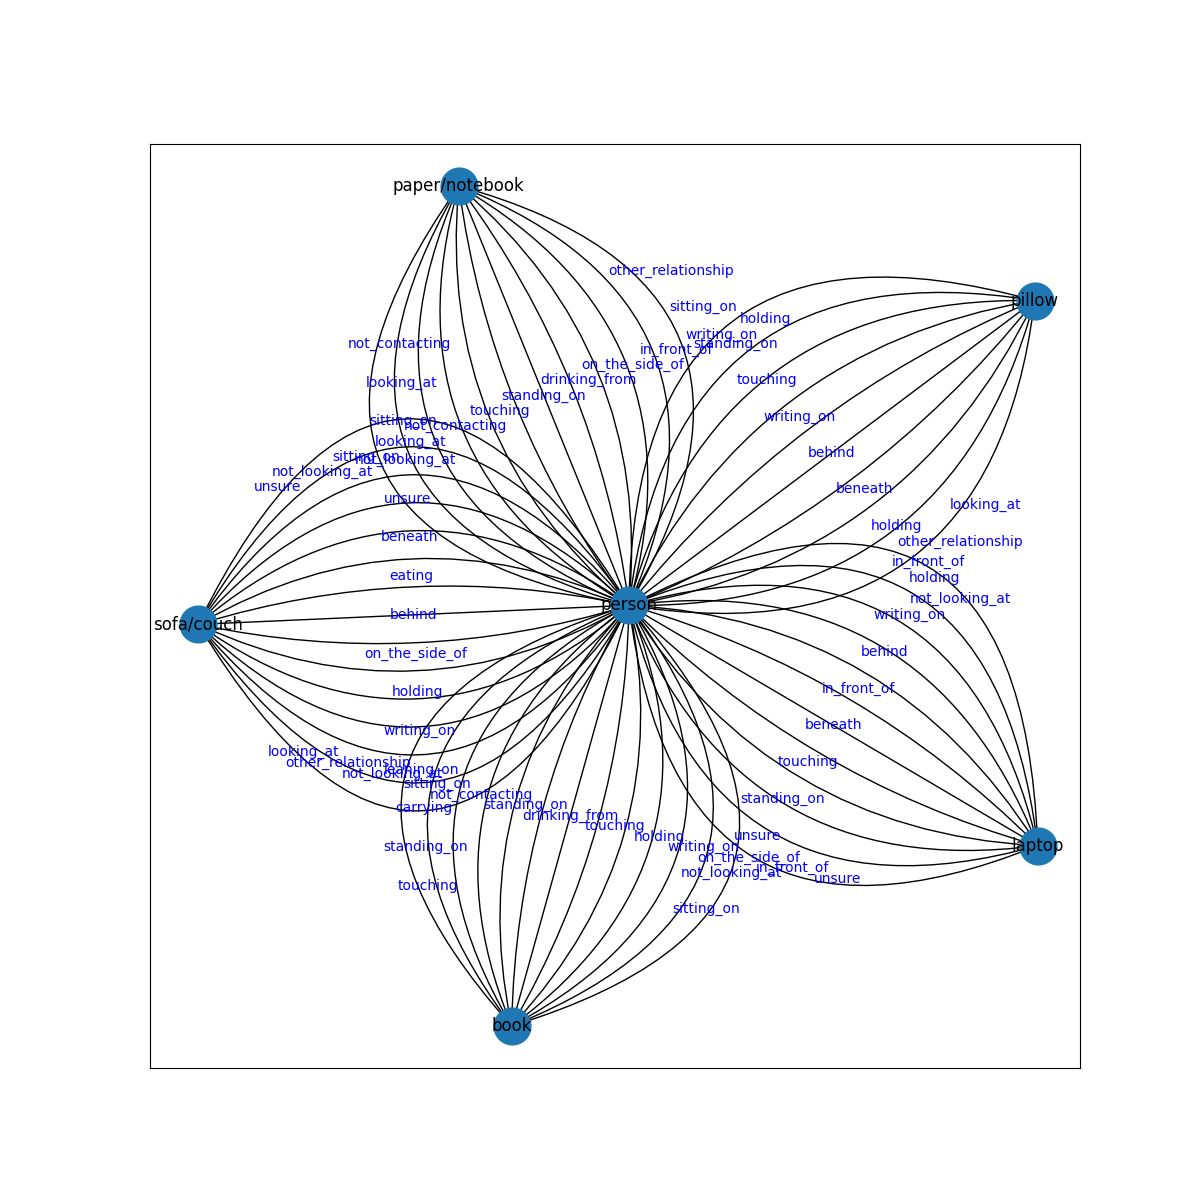 paper/notebook
other_relationship
pillow
sitting_on
holding
writing_on
standing_on
not_contacting
in_front_of
on_the_side_of
drinking_from
touching
looking_at
standing_on
touching
writing_on
sitting_on
not_contacting
looking_at
behind
sitting_on
not_looking_at
not_looking_at
unsure
beneath
unsure
looking_at
holding
beneath
other_relationship
in_front_of
eating
holding
not_looking_at
person
behind
writing_on
sofa/couch
on_the_side_of
behind
holding
in_front_of
beneath
writing_on
looking_at
other_relationship
touching
leaning_on
not_looking_at
sitting_on
not_contacting
standing_on
carrying
standing_on
drinking_from
touching
holding
unsure
standing_on
writing_on
laptop
on_the_side_of
in_front_of
not_looking_at
unsure
touching
sitting_on
book